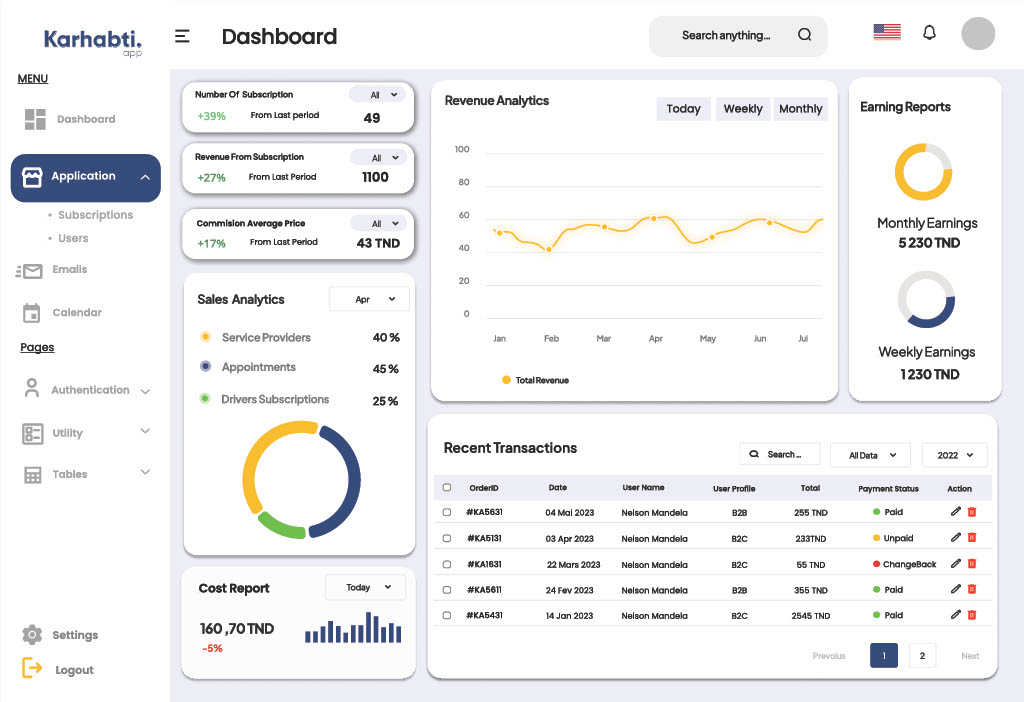 Karhabti.
app
Dashboard
Search anything...
MENU
Dashboard
Application
Subscriptions
Users
Emails
Calendar
Pages
Authentication
Utility
Tables
Settings
Logout
Number Of Subscription
All
+39%
From Last period
49
Revenue From Subscription
All
+27%
From Last Period
1100
Commision Average Price
All
+17%
From Last Period
43 TND
Sales Analytics
Apr
Service Providers 40 %
Appointments 45 %
Drivers Subscriptions 25 %
Cost Report
Today
160 ,70 TND
-5%
Revenue Analytics
Today Weekly Monthly
100
80
60
40
20
0
Jan Feb Mar Apr May Jun Jul
Total Revenue
Earning Reports
Monthly Earnings
5 230 TND
Weekly Earnings
1 230 TND
Recent Transactions
Search ... All Data 2022
OrderID Date User Name User Profile Total Payment Status Action
#KA5631 04 Mai 2023 Nelson Mandela B2B 255 TND Paid
#KA5131 03 Apr 2023 Nelson Mandela B2C 233TND Unpaid
#KA1631 22 Mars 2023 Nelson Mandela B2C 55 TND ChangeBack
#KA5611 24 Fev 2023 Nelson Mandela B2B 355 TND Paid
#KA5431 14 Jan 2023 Nelson Mandela B2C 2545 TND Paid
Prevoius 1 2 Next